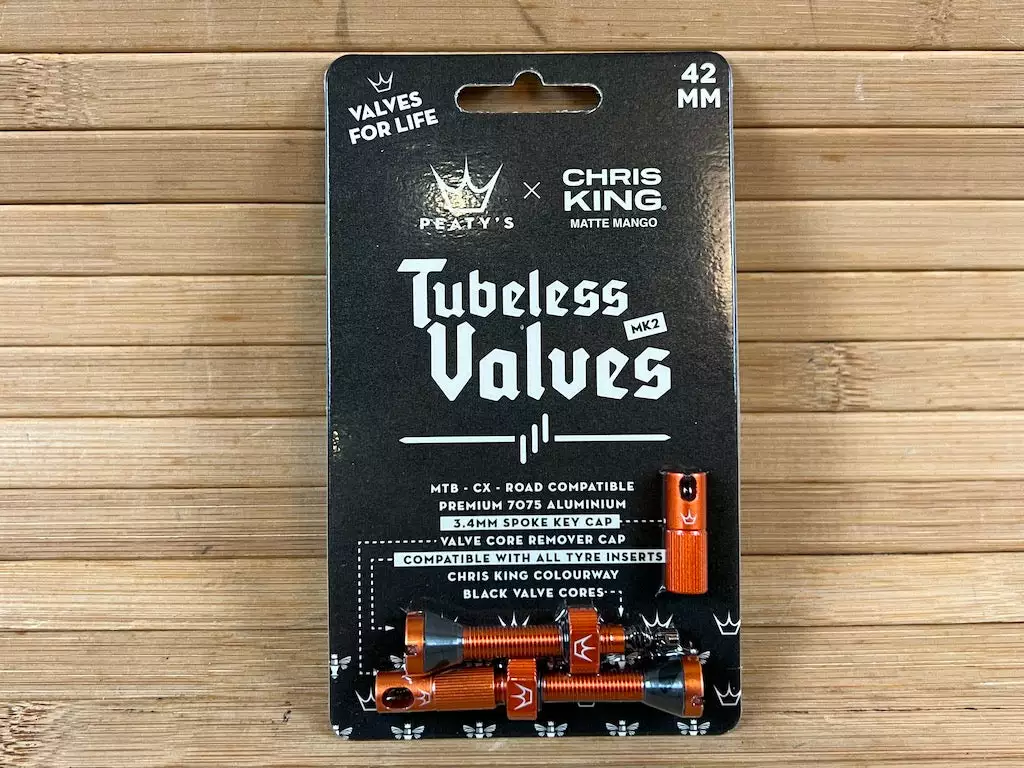 VALVES
FOR LIFE
42
MM
PEATY'S
×
CHRIS
KING®
MATTE MANGO
Tubeless
Valves
MK2
MTB - CX - ROAD COMPATIBLE
PREMIUM 7075 ALUMINIUM
3.4MM SPOKE KEY CAP
VALVE CORE REMOVER CAP
COMPATIBLE WITH ALL TYRE INSERTS
CHRIS KING COLOURWAY
BLACK VALVE CORES